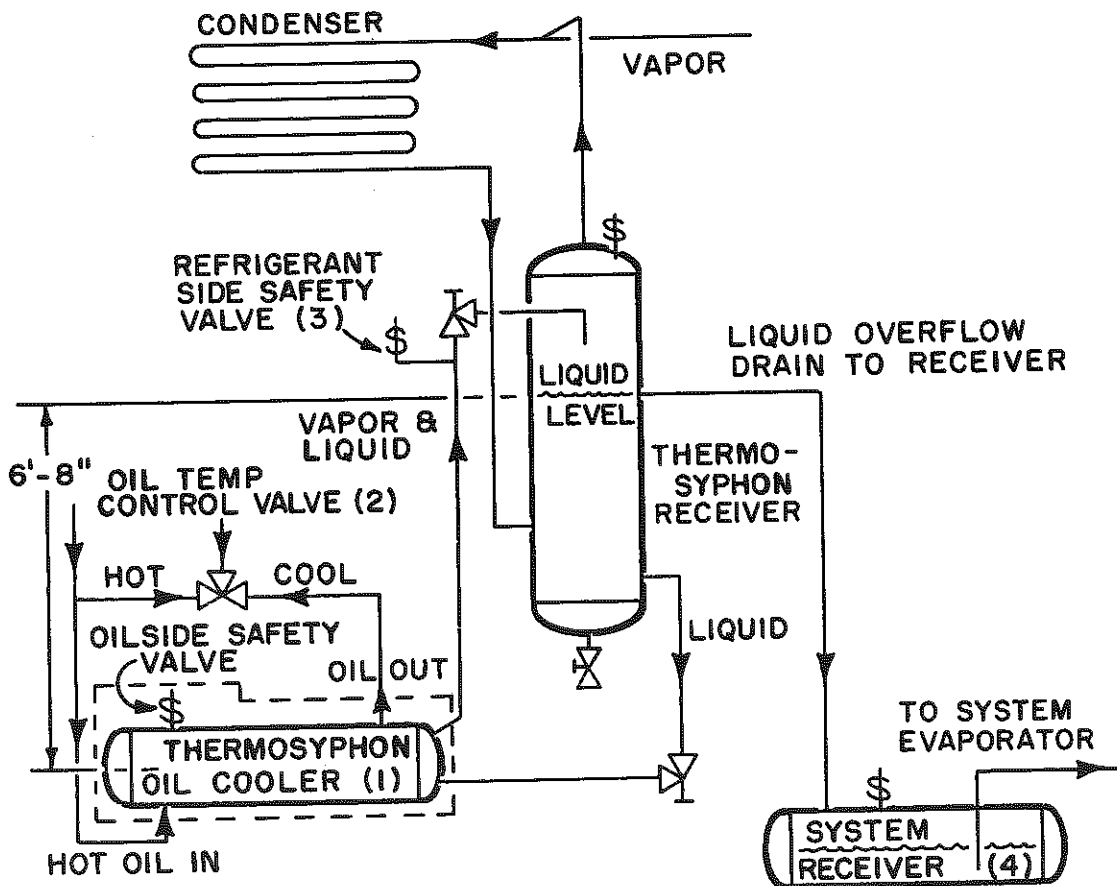 CONDENSER
VAPOR
REFRIGERANT
SIDE SAFETY
VALVE (3)
LIQUID
LEVEL
LIQUID OVERFLOW
DRAIN TO RECEIVER
VAPOR &
LIQUID
6'-8"
OIL TEMP
CONTROL VALVE (2)
THERMO-
SYPHON
RECEIVER
HOT
COOL
OILSIDE SAFETY
VALVE
OIL OUT
LIQUID
THERMOSYPHON
OIL COOLER (1)
HOT OIL IN
TO SYSTEM
EVAPORATOR
SYSTEM
RECEIVER (4)